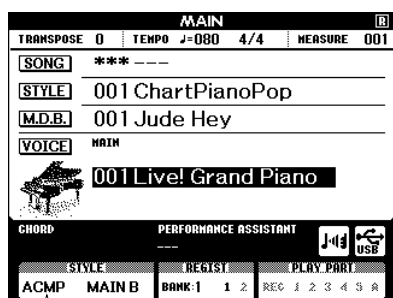 MAIN R
TRANSPOSE 0 TEMPO ♩=080 4/4 MEASURE 001
SONG *** ---
STYLE 001 ChartPianoPop
M.D.B. 001 Jude Hey
VOICE MAIN
001 Live! Grand Piano
CHORD PERFORMANCE ASSISTANT
---
USB
STYLE REGIST PLAY PART
ACMP MAIN B BANK:1 1 2 REC 1 2 3 4 5 A